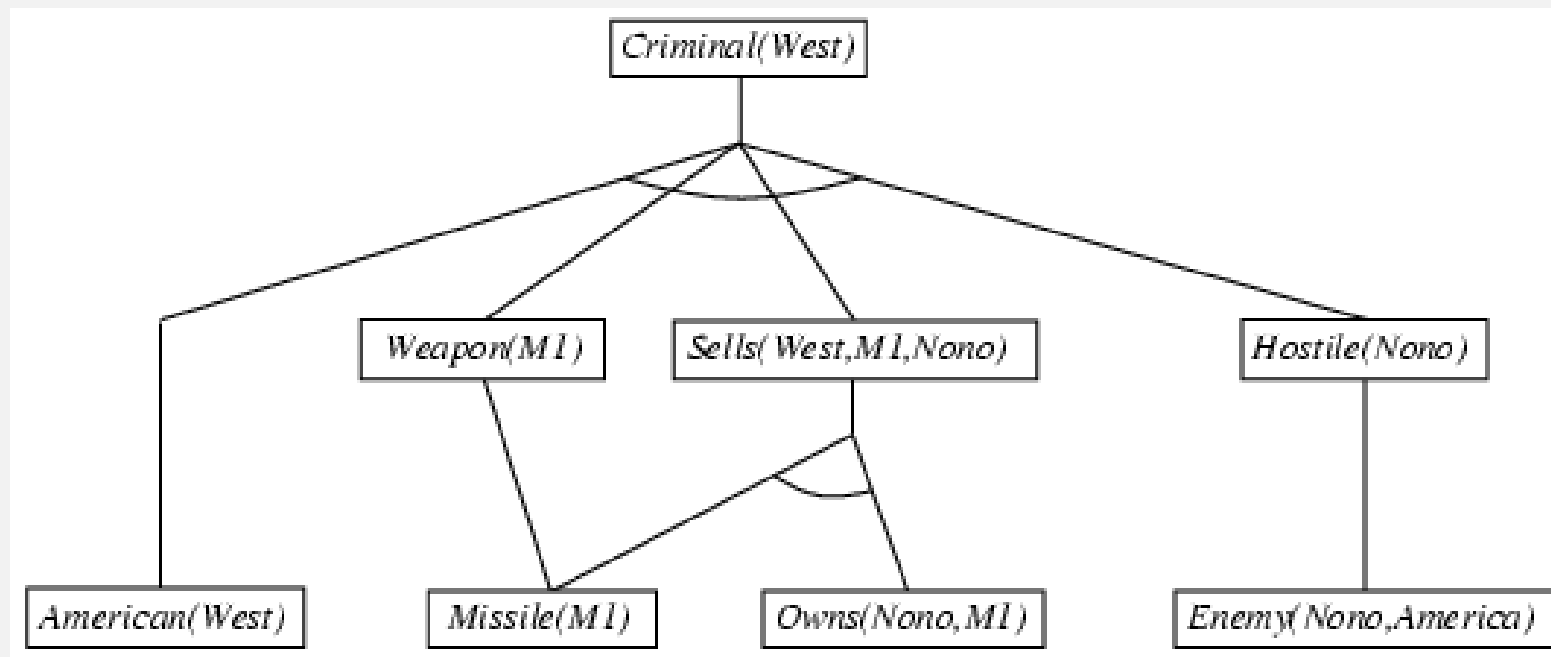 Criminal(West)
Weapon(M1)
Sells(West,M1,Nono)
Hostile(Nono)
American(West)
Missile(M1)
Owns(Nono,M1)
Enemy(Nono,America)